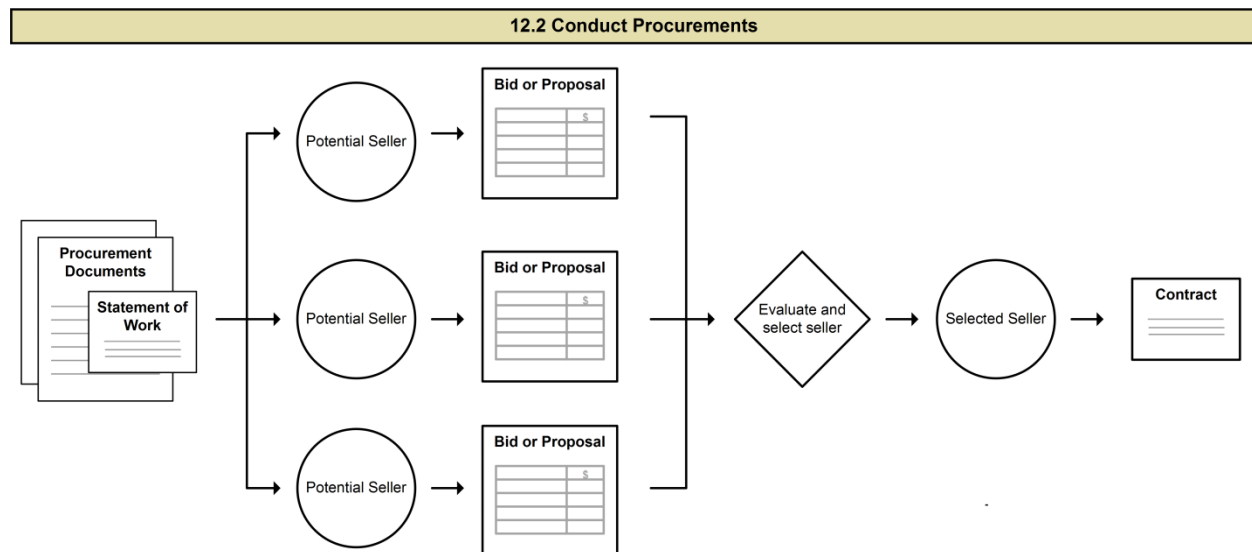 12.2 Conduct Procurements
Procurement
Documents
Statement of
Work
Potential Seller
Bid or Proposal
$
Potential Seller
Bid or Proposal
$
Potential Seller
Bid or Proposal
$
Evaluate and
select seller
Selected Seller
Contract